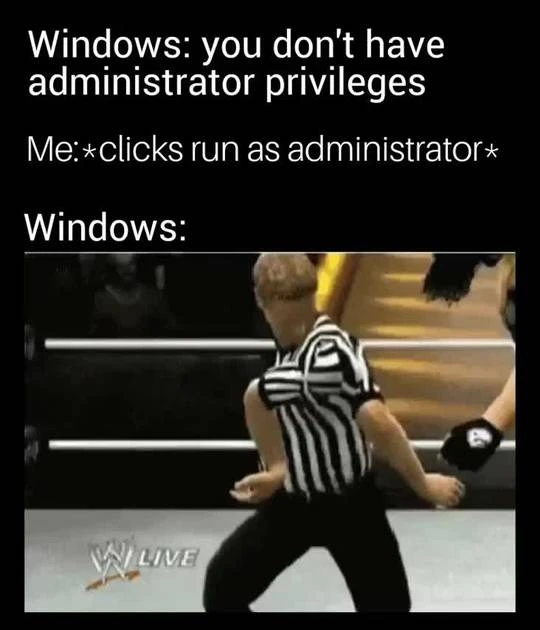 Windows: you don't have
administrator privileges
Me:*clicks run as administrator*
Windows:
W LIVE